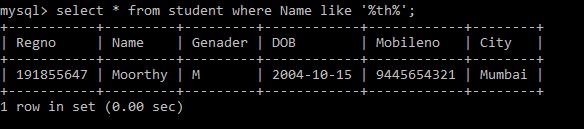 mysql> select * from student where Name like '%th%';
+-----------+---------+---------+------------+------------+--------+
| Regno     | Name    | Genader | DOB        | Mobileno   | City   |
+-----------+---------+---------+------------+------------+--------+
| 191855647 | Moorthy | M       | 2004-10-15 | 9445654321 | Mumbai |
+-----------+---------+---------+------------+------------+--------+
1 row in set (0.00 sec)